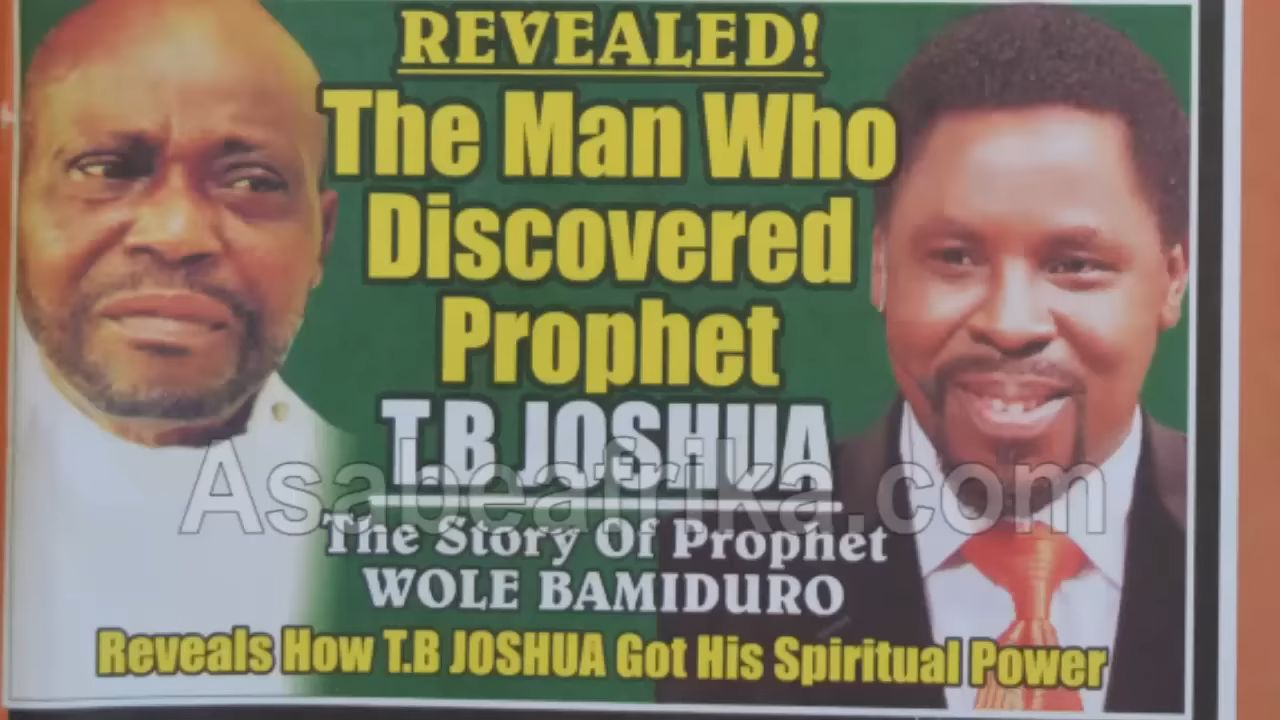 REVEALED!
The Man Who
Discovered
Prophet
T.B JOSHUA
Asabeafrika.com
The Story Of Prophet
WOLE BAMIDURO
Reveals How T.B JOSHUA Got His Spiritual Power